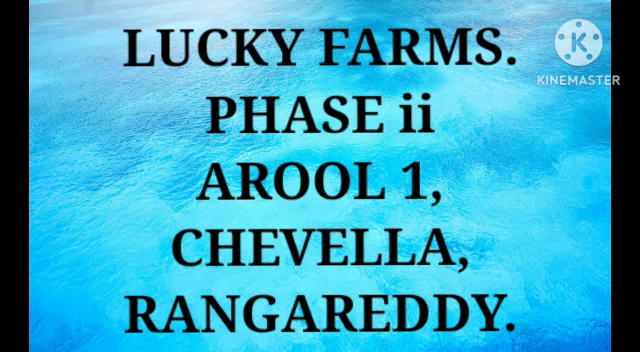 LUCKY FARMS.
PHASE ii
AROOL 1,
CHEVELLA,
RANGAREDDY.
K
KINEMASTER